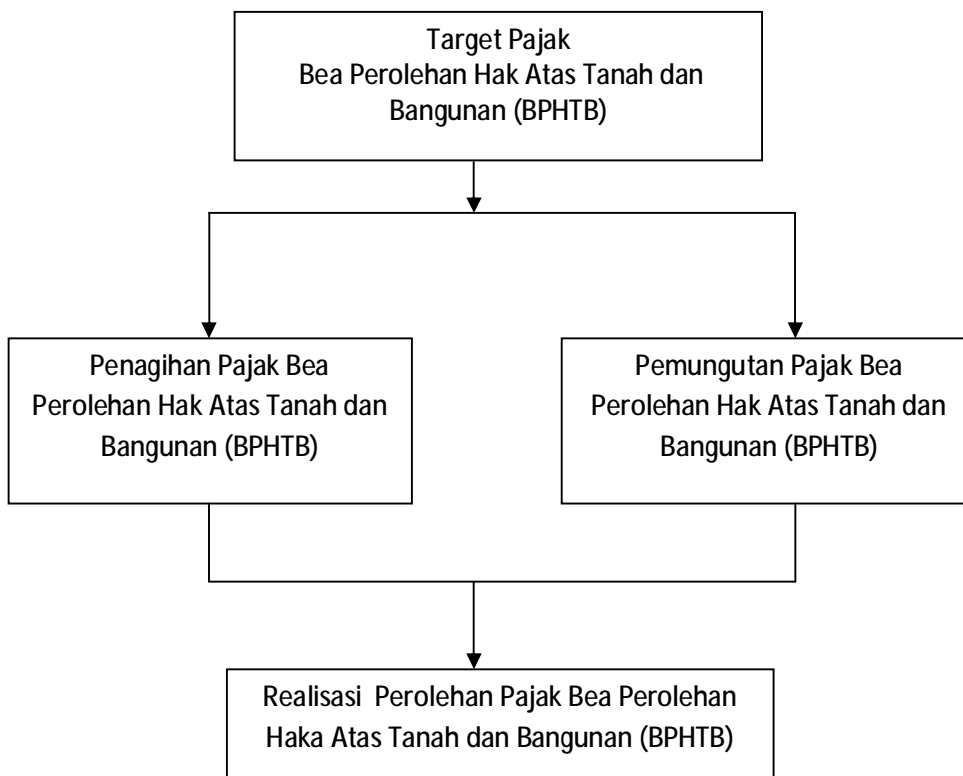 Target Pajak
Bea Perolehan Hak Atas Tanah dan
Bangunan (BPHTB)
Penagihan Pajak Bea
Perolehan Hak Atas Tanah dan
Bangunan (BPHTB)
Pemungutan Pajak Bea
Perolehan Hak Atas Tanah dan
Bangunan (BPHTB)
Realisasi Perolehan Pajak Bea Perolehan
Haka Atas Tanah dan Bangunan (BPHTB)